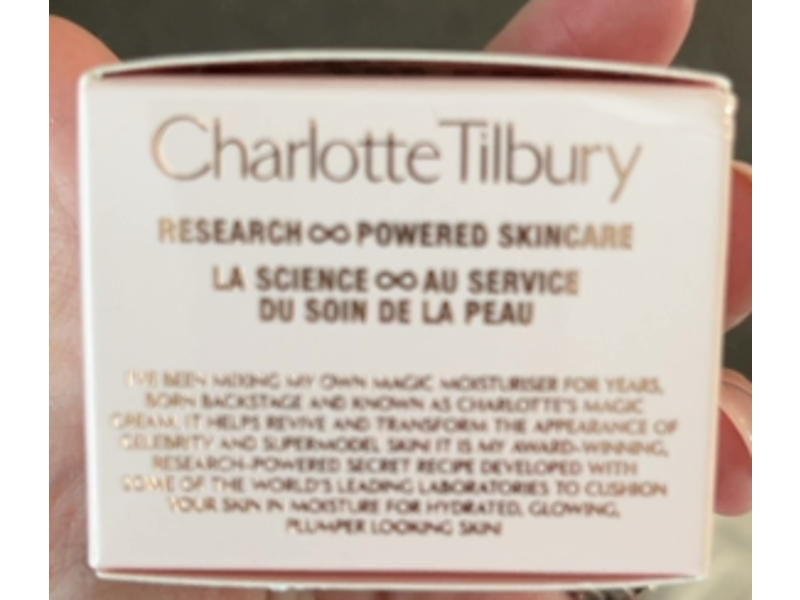 Charlotte Tilbury
RESEARCH ∞ POWERED SKINCARE
LA SCIENCE ∞ AU SERVICE
DU SOIN DE LA PEAU
I'VE BEEN MIXING MY OWN MAGIC MOISTURISER FOR YEARS,
BORN BACKSTAGE AND KNOWN AS CHARLOTTE'S MAGIC
CREAM. IT HELPS REVIVE AND TRANSFORM THE APPEARANCE OF
CELEBRITY AND SUPERMODEL SKIN! IT IS MY AWARD-WINNING,
RESEARCH-POWERED SECRET RECIPE DEVELOPED WITH
SOME OF THE WORLD'S LEADING LABORATORIES TO CUSHION
YOUR SKIN IN MOISTURE FOR HYDRATED, GLOWING,
PLUMPER LOOKING SKIN!